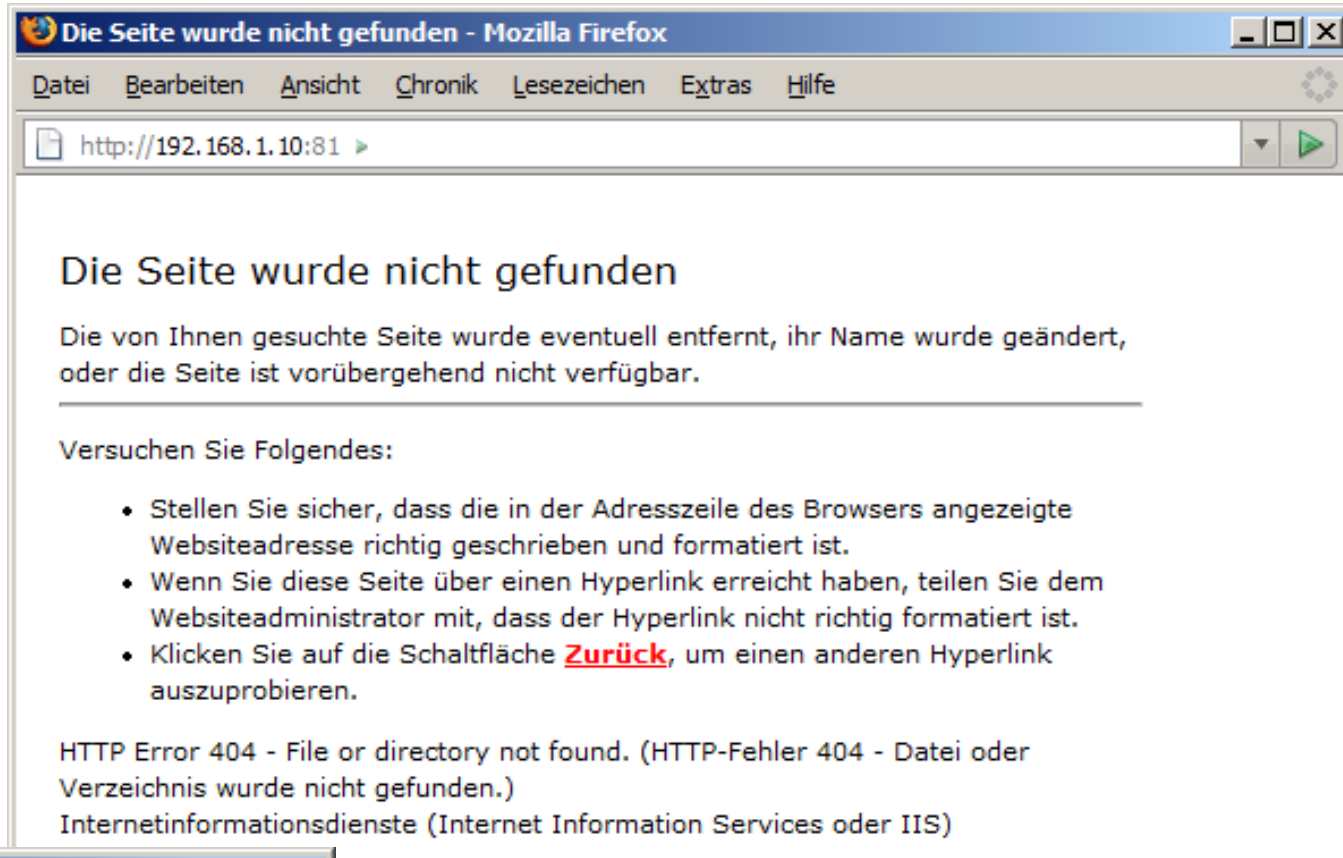 Die Seite wurde nicht gefunden - Mozilla Firefox
Datei Bearbeiten Ansicht Chronik Lesezeichen Extras Hilfe
http://192.168.1.10:81
Die Seite wurde nicht gefunden
Die von Ihnen gesuchte Seite wurde eventuell entfernt, ihr Name wurde geändert,
oder die Seite ist vorübergehend nicht verfügbar.
Versuchen Sie Folgendes:
• Stellen Sie sicher, dass die in der Adresszeile des Browsers angezeigte
Websiteadresse richtig geschrieben und formatiert ist.
• Wenn Sie diese Seite über einen Hyperlink erreicht haben, teilen Sie dem
Websiteadministrator mit, dass der Hyperlink nicht richtig formatiert ist.
• Klicken Sie auf die Schaltfläche Zurück, um einen anderen Hyperlink
auszuprobieren.
HTTP Error 404 - File or directory not found. (HTTP-Fehler 404 - Datei oder
Verzeichnis wurde nicht gefunden.)
Internetinformationsdienste (Internet Information Services oder IIS)